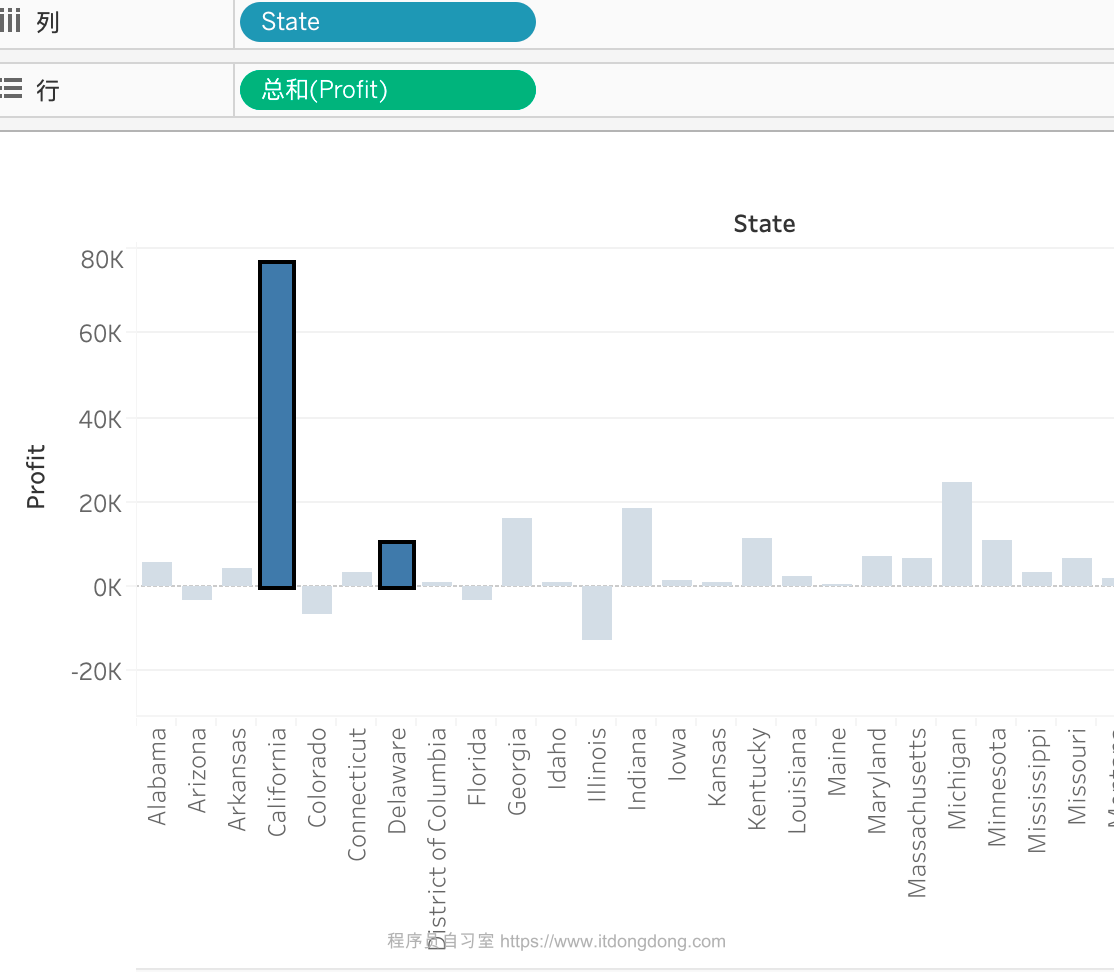 列
State
行
总和(Profit)
State
80K
60K
40K
20K
0K
-20K
Profit
Alabama
Arizona
Arkansas
California
Colorado
Connecticut
Delaware
District of Columbia
Florida
Georgia
Idaho
Illinois
Indiana
Iowa
Kansas
Kentucky
Louisiana
Maine
Maryland
Massachusetts
Michigan
Minnesota
Mississippi
Missouri
程序员自习室 https://www.itdongdong.com